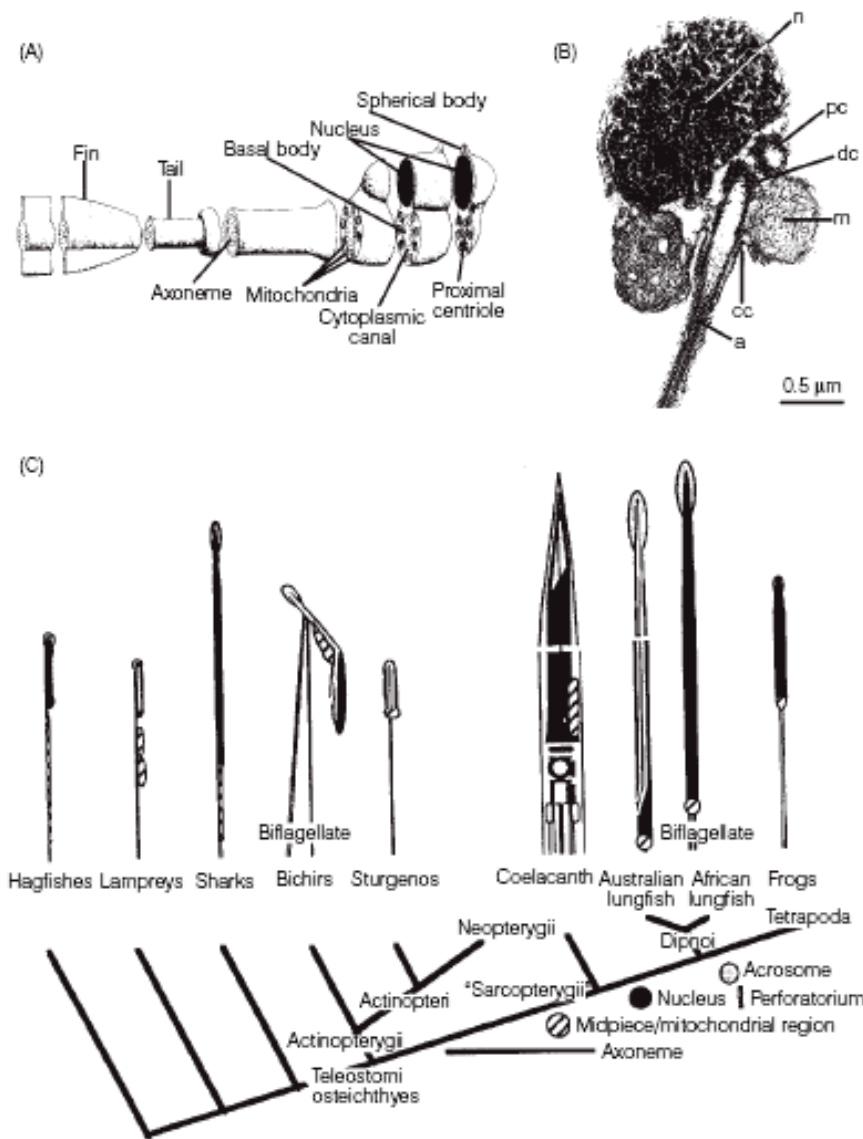 (A)
Spherical body
Nucleus
Basal body
Fin
Tail
Axoneme
Mitochondria
Cytoplasmic
canal
Proximal
centriole
(B)
n
pc
dc
m
cc
a
0.5 μm
(C)
Biflagellate
Biflagellate
Hagfishes Lampreys Sharks Bichirs Sturgenos Coelacanth Australian lungfish African lungfish Frogs
Neopterygii
Tetrapoda
Dipnoi
Acrosome
Actinopteri
"Sarcopterygii
Nucleus
Perforatorium
Midpiece/mitochondrial region
Actinopterygii
Axoneme
Teleostomi
osteichthyes